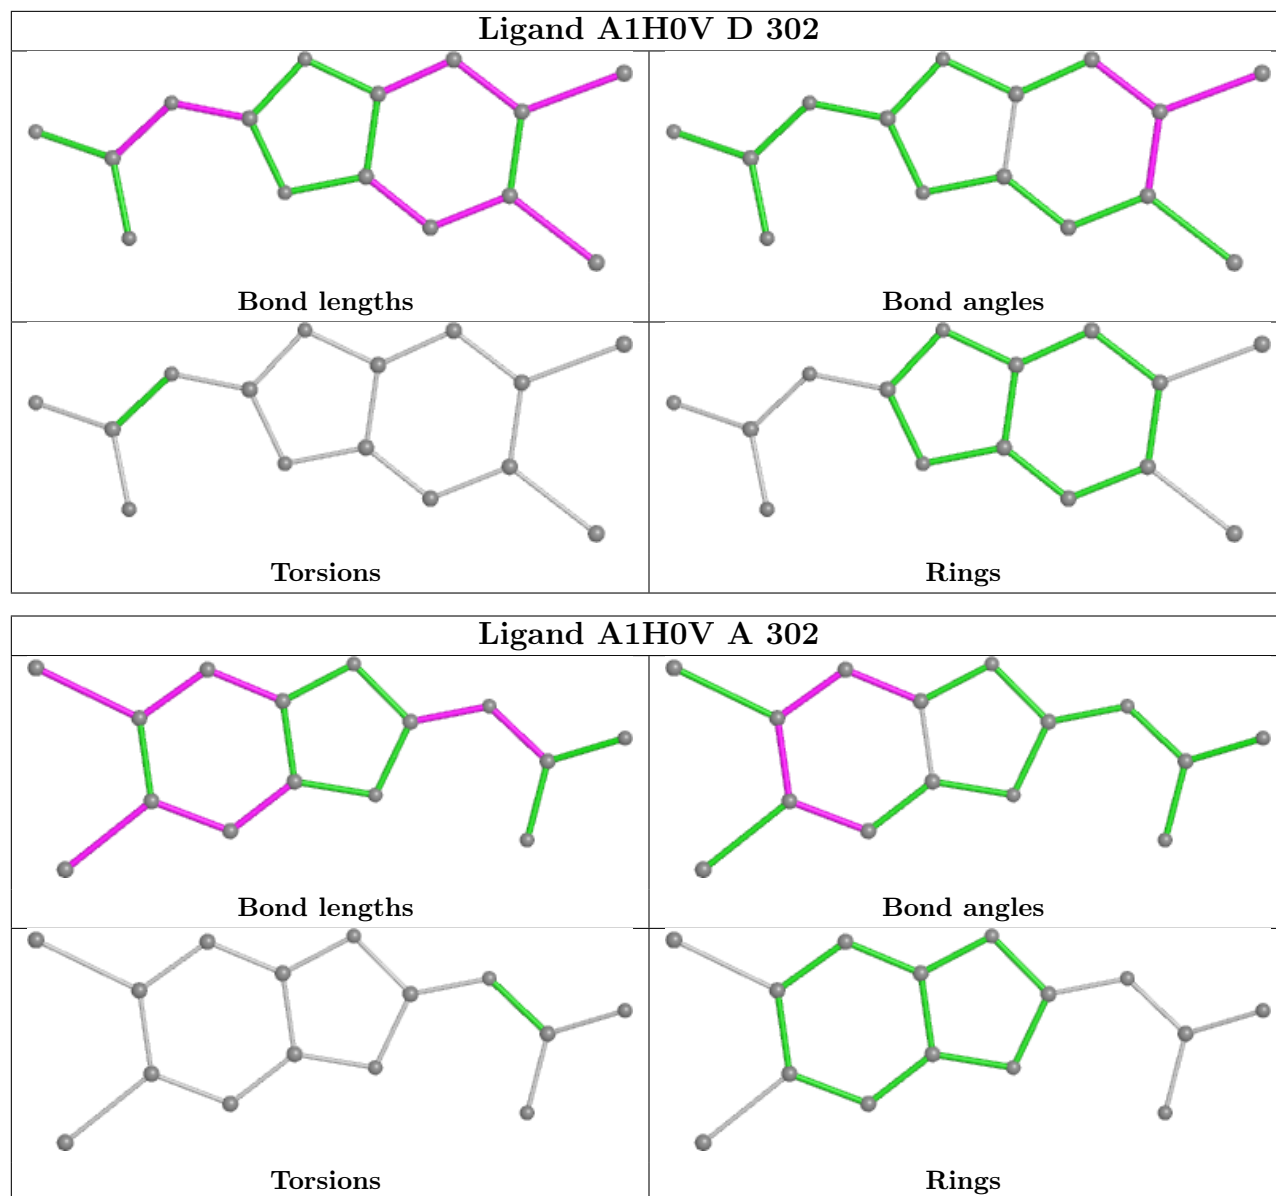 Ligand A1H0V D 302
Bond lengths
Bond angles
Torsions
Rings
Ligand A1H0V A 302
Bond lengths
Bond angles
Torsions
Rings